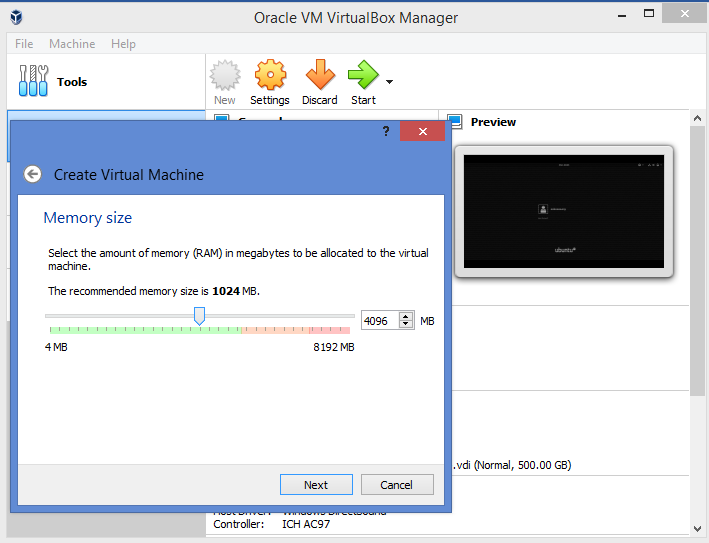 Oracle VM VirtualBox Manager
File Machine Help
Tools
New Settings Discard Start
Preview
ubuntu
? 
Create Virtual Machine
Memory size
Select the amount of memory (RAM) in megabytes to be allocated to the virtual
machine.
The recommended memory size is 1024 MB.
4096 MB
4 MB 8192 MB
.vdi (Normal, 500.00 GB)
Next Cancel
Host Driver: Windows DirectSound
Controller: ICH AC97